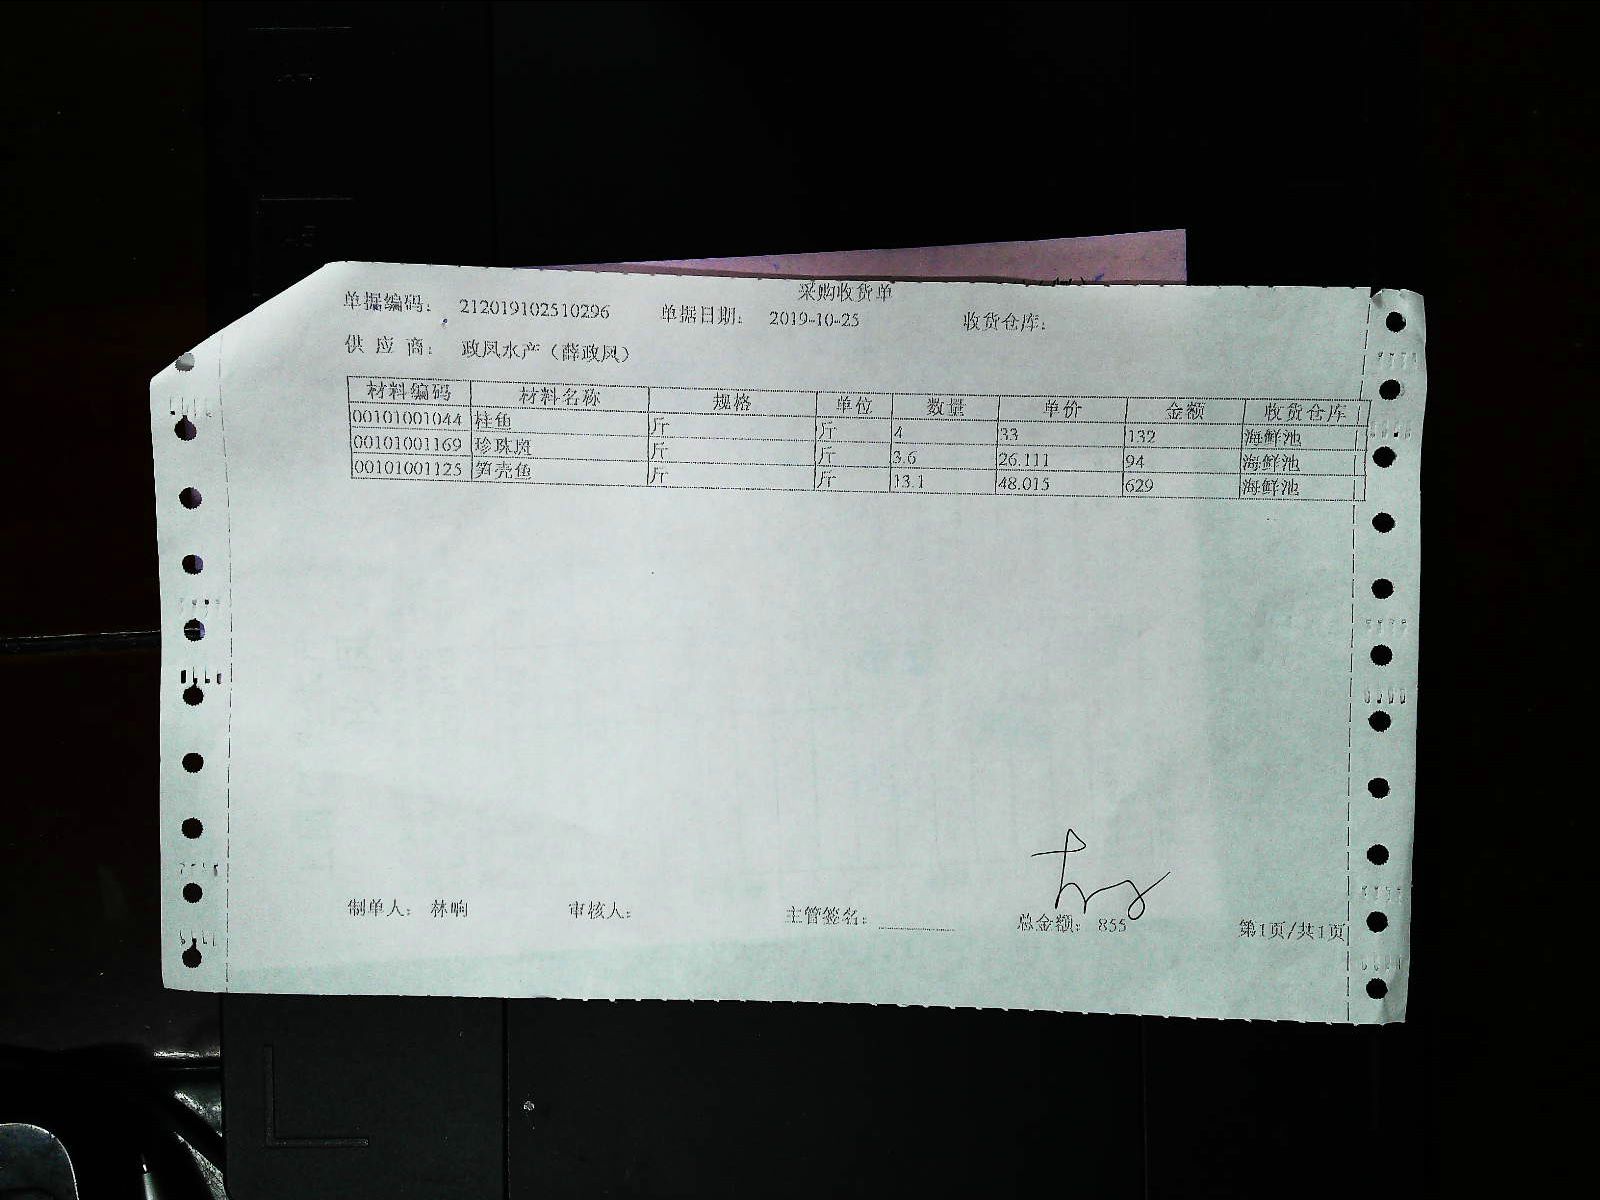 采购收货单
单据编码: 212019102510296 单据日期: 2019-10-25 收货仓库:
供应商: 政凤水产（薛政凤）
材料编码 材料名称 规格 单位 数量 单价 金额 收货仓库
00101001044 桂鱼 斤 斤 4 33 132 海鲜池
00101001169 珍珠斑 斤 斤 3.6 26.111 94 海鲜池
00101001125 笋壳鱼 斤 斤 13.1 48.015 629 海鲜池
制单人: 林响 审核人: 主管签名: 总金额: 855 第1页/共1页